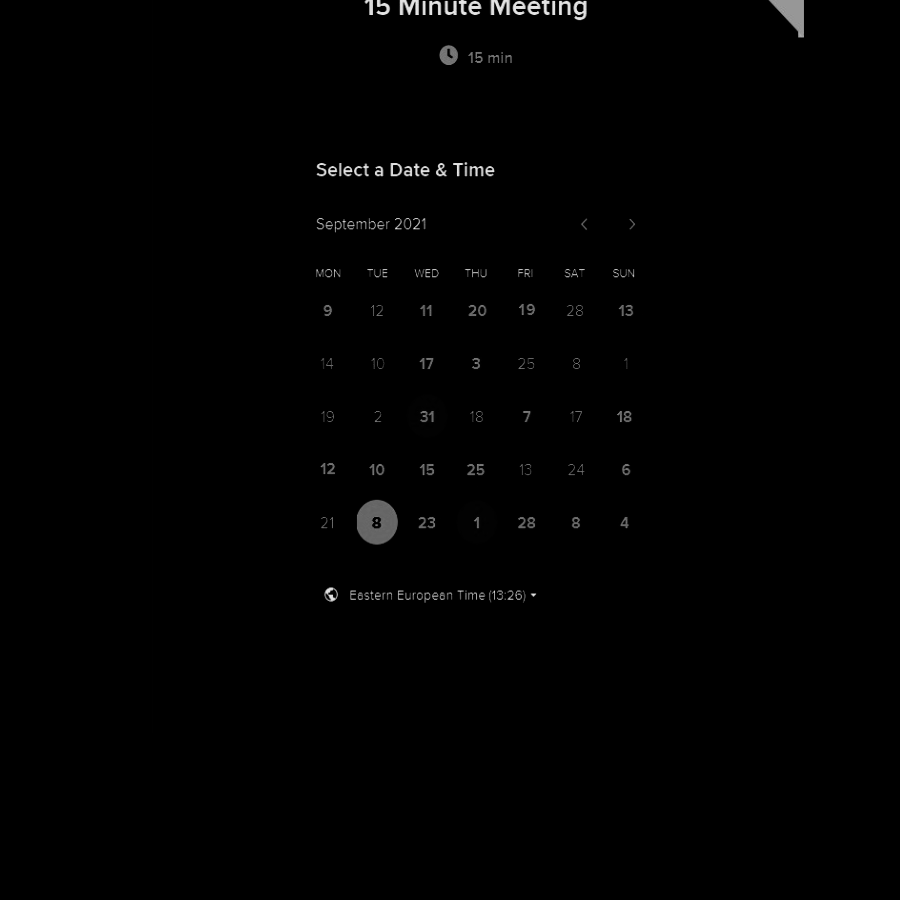 15 Minute Meeting
15 min
Select a Date & Time
September 2021
MON TUE WED THU FRI SAT SUN
9 12 11 20 19 28 13
14 10 17 3 25 8 1
19 2 31 18 7 17 18
12 10 15 25 13 24 6
21 8 23 1 28 8 4
Eastern European Time (13:26)